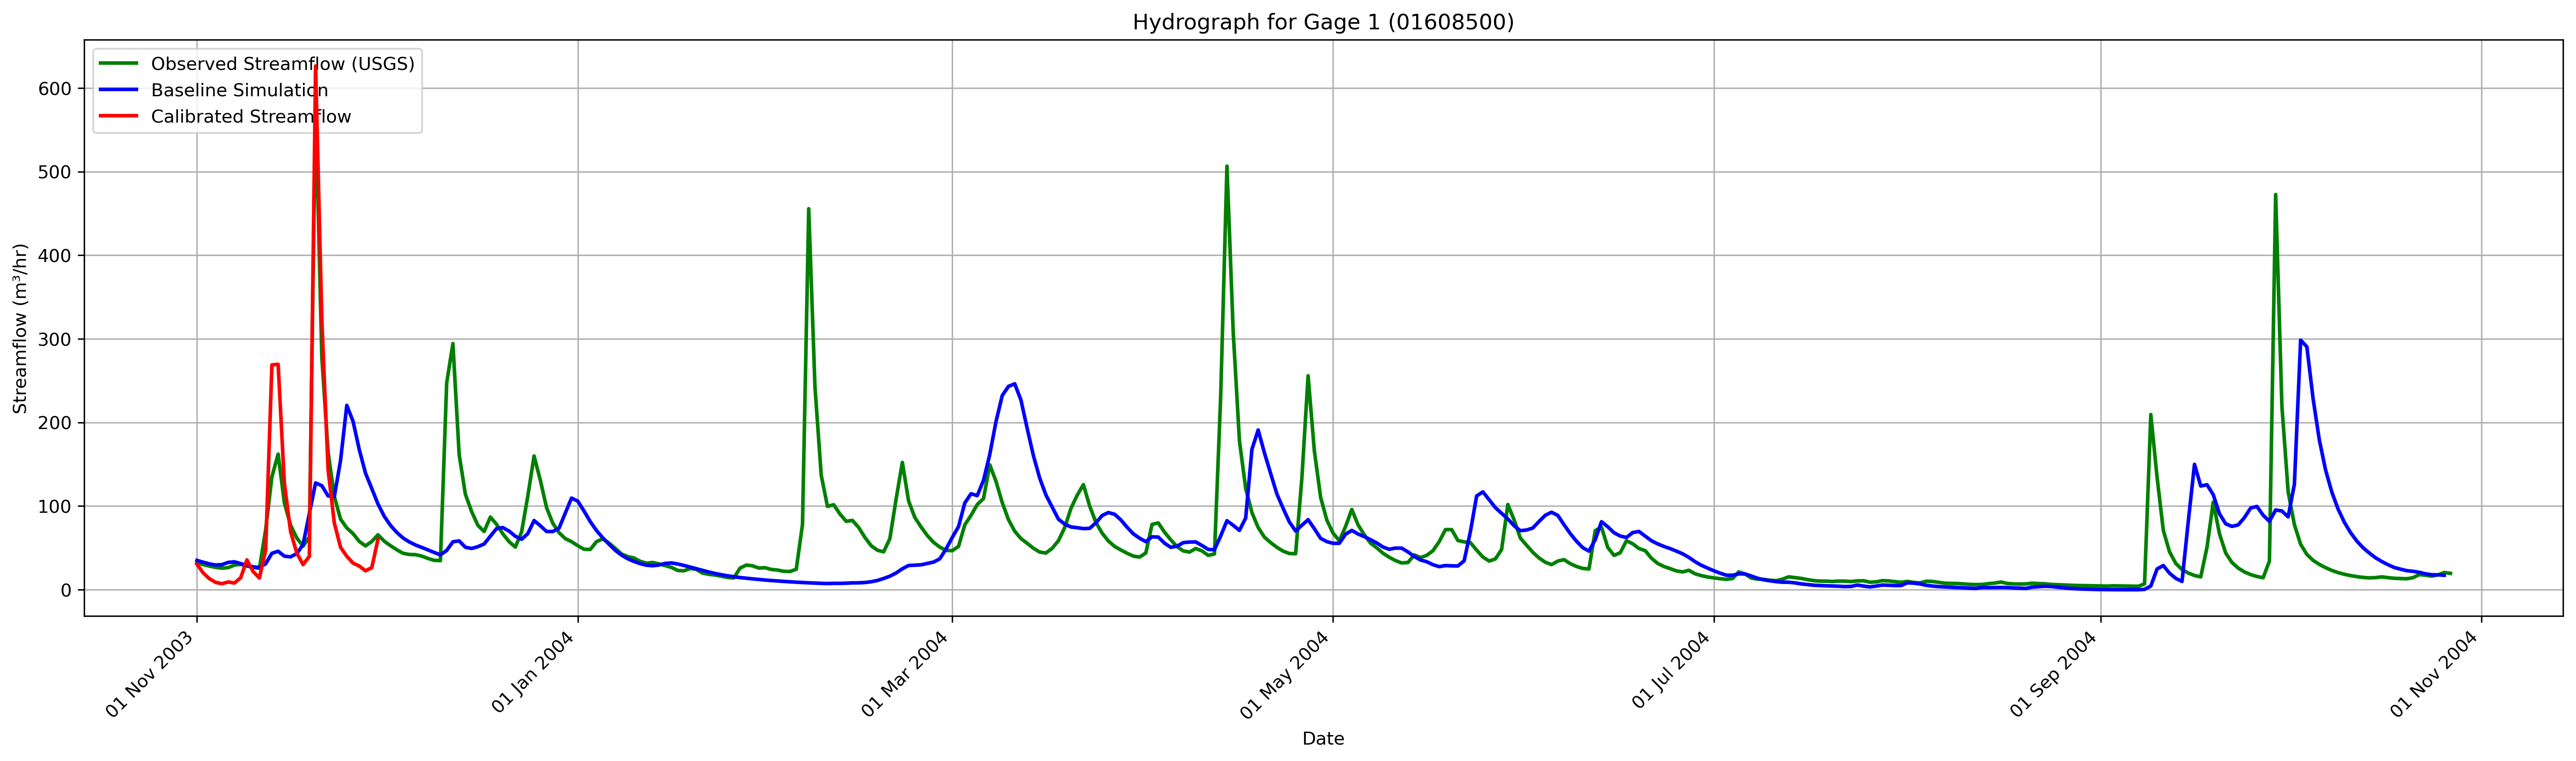 Hydrograph for Gage 1 (01608500)
Observed Streamflow (USGS)
Baseline Simulation
Calibrated Streamflow
Streamflow (m³/hr)
600
500
400
300
200
100
0
01 Nov 2003
01 Jan 2004
01 Mar 2004
01 May 2004
01 Jul 2004
01 Sep 2004
01 Nov 2004
Date